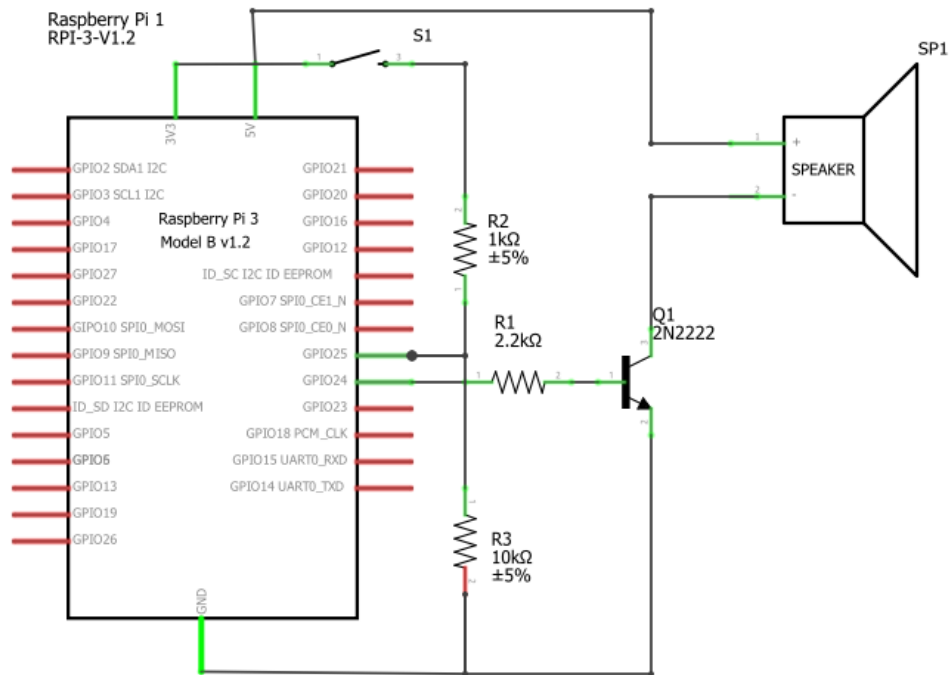 Raspberry Pi 1
RPI-3-V1.2
S1
1
3
SP1
3V3
5V
GPIO2 SDA1 I2C
GPIO3 SCL1 I2C
GPIO4
GPIO17
GPIO27
GPIO22
GIPO10 SPI0_MOSI
GPIO9 SPI0_MISO
GPIO11 SPI0_SCLK
ID_SD I2C ID EEPROM
GPIO5
GPIO6
GPIO13
GPIO19
GPIO26
Raspberry Pi 3
Model B v1.2
GPIO21
GPIO20
GPIO16
GPIO12
ID_SC I2C ID EEPROM
GPIO7 SPI0_CE1_N
GPIO8 SPI0_CE0_N
GPIO25
GPIO24
GPIO23
GPIO18 PCM_CLK
GPIO15 UART0_RXD
GPIO14 UART0_TXD
GND
2
R2
1kΩ
±5%
1
R1
2.2kΩ
1
2
1
R3
10kΩ
±5%
2
1
Q1
2N2222
3
1
2
1
+
SPEAKER
2
-